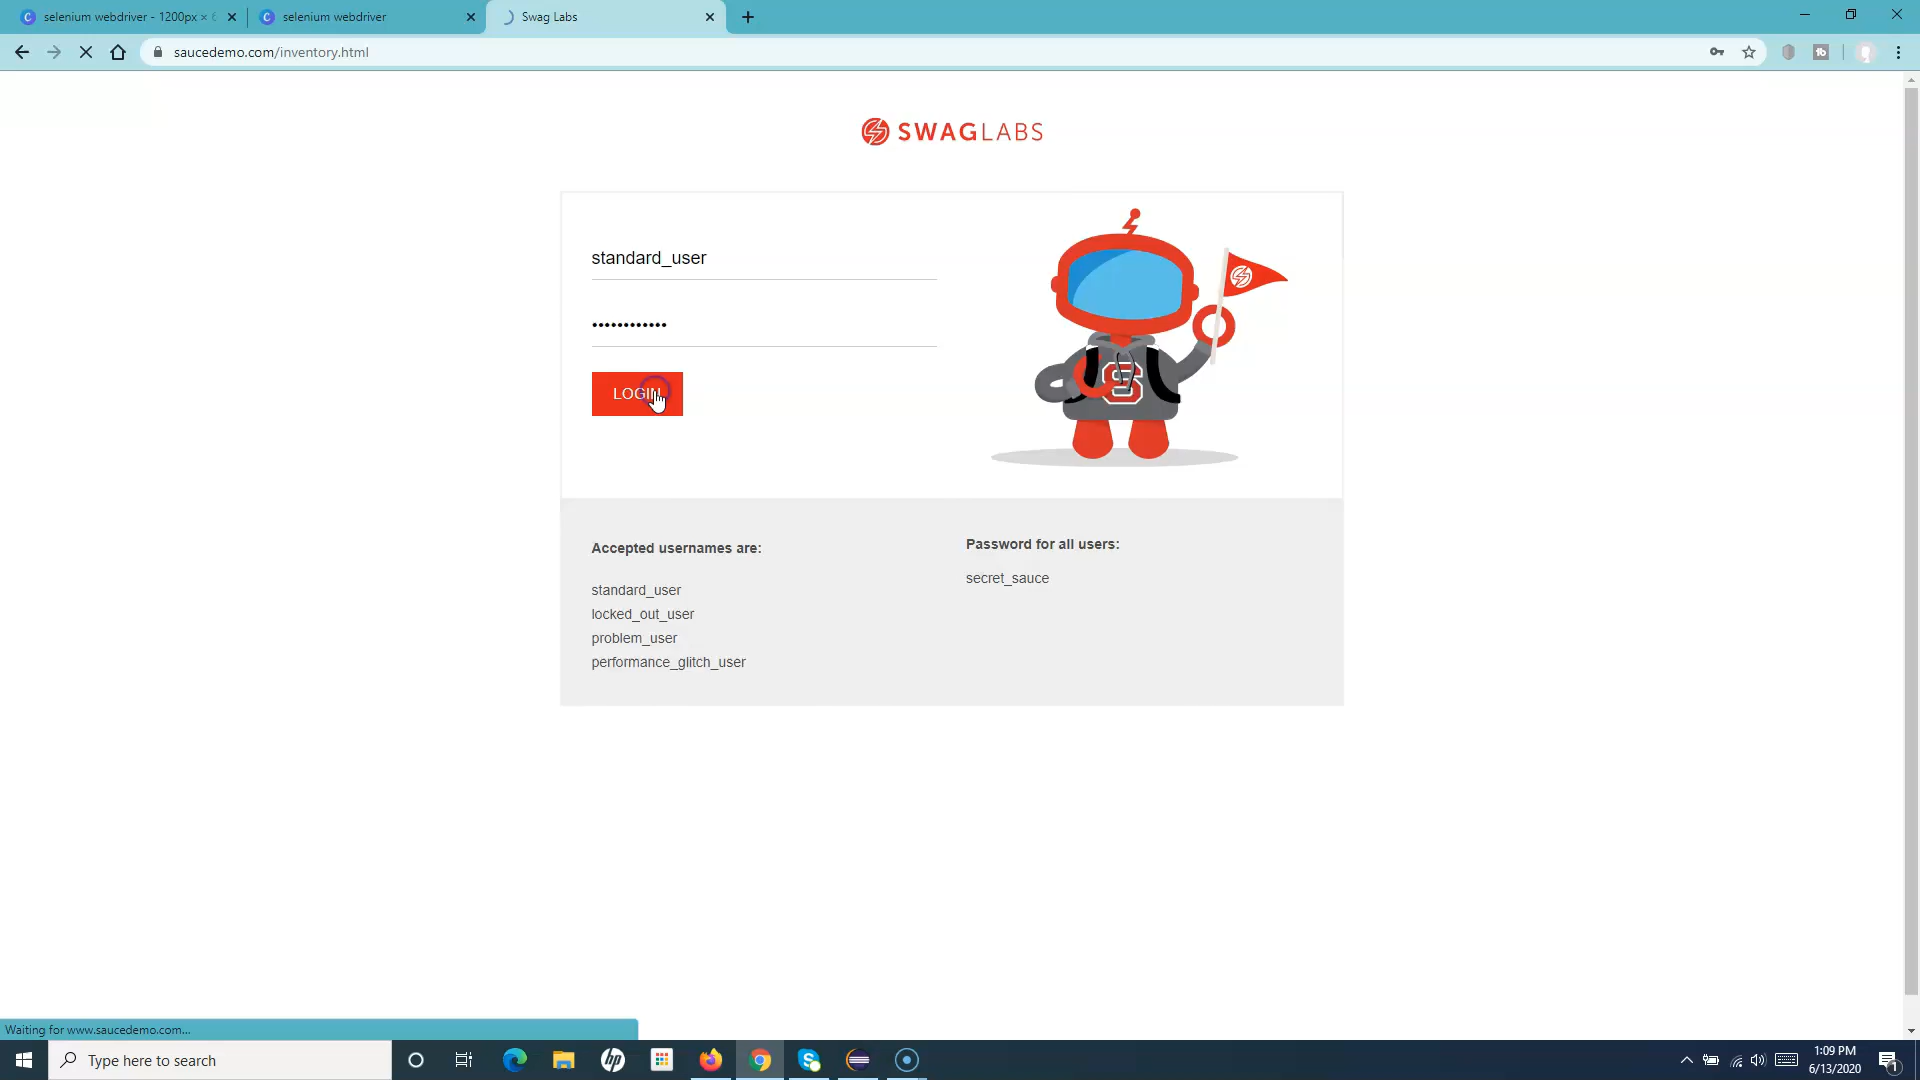 selenium webdriver - 1200px × 6
selenium webdriver
Swag Labs
saucedemo.com/inventory.html
SWAGLABS
standard_user
••••••••••••
LOGIN
Accepted usernames are:
standard_user
locked_out_user
problem_user
performance_glitch_user
Password for all users:
secret_sauce
Waiting for www.saucedemo.com...
Type here to search
1:09 PM
6/13/2020